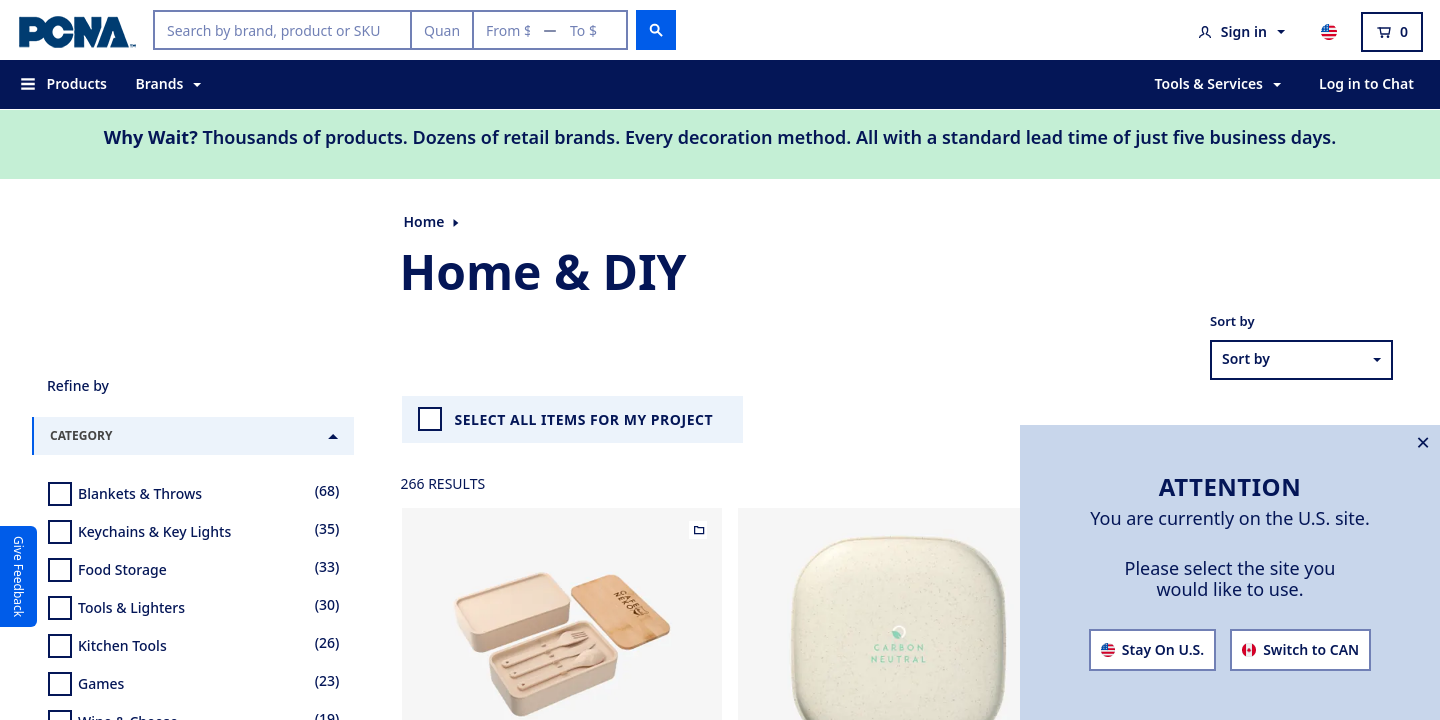 PCNA
Search by brand, product or SKU
Quan
From $
To $
Sign in
0
Products
Brands
Tools & Services
Log in to Chat
Why Wait? Thousands of products. Dozens of retail brands. Every decoration method. All with a standard lead time of just five business days.
Home
Home & DIY
Sort by
Sort by
Refine by
CATEGORY
Blankets & Throws (68)
Keychains & Key Lights (35)
Food Storage (33)
Tools & Lighters (30)
Kitchen Tools (26)
Games (23)
Wine & Cheese (19)
Give Feedback
SELECT ALL ITEMS FOR MY PROJECT
266 RESULTS
CAFE
NEKO
CARBON
NEUTRAL
ATTENTION
You are currently on the U.S. site.
Please select the site you
would like to use.
Stay On U.S.
Switch to CAN